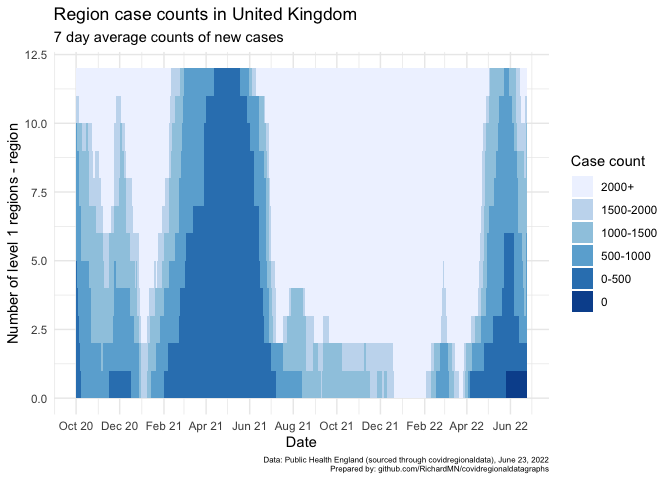 Region case counts in United Kingdom
7 day average counts of new cases
12.5
10.0
7.5
5.0
2.5
0.0
Number of level 1 regions - region
Oct 20 Dec 20 Feb 21 Apr 21 Jun 21 Aug 21 Oct 21 Dec 21 Feb 22 Apr 22 Jun 22
Date
Case count
2000+
1500-2000
1000-1500
500-1000
0-500
0
Data: Public Health England (sourced through covidregionaldata), June 23, 2022
Prepared by: github.com/RichardMN/covidregionaldatagraphs